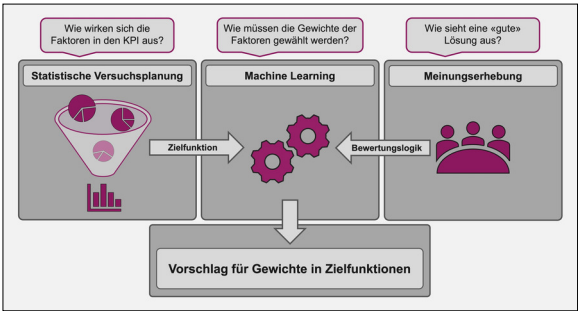 Wie wirken sich die
Faktoren in den KPI aus?
Wie müssen die Gewichte der
Faktoren gewählt werden?
Wie sieht eine «gute»
Lösung aus?
Statistische Versuchsplanung
Machine Learning
Meinungserhebung
Zielfunktion
Bewertungslogik
Vorschlag für Gewichte in Zielfunktionen